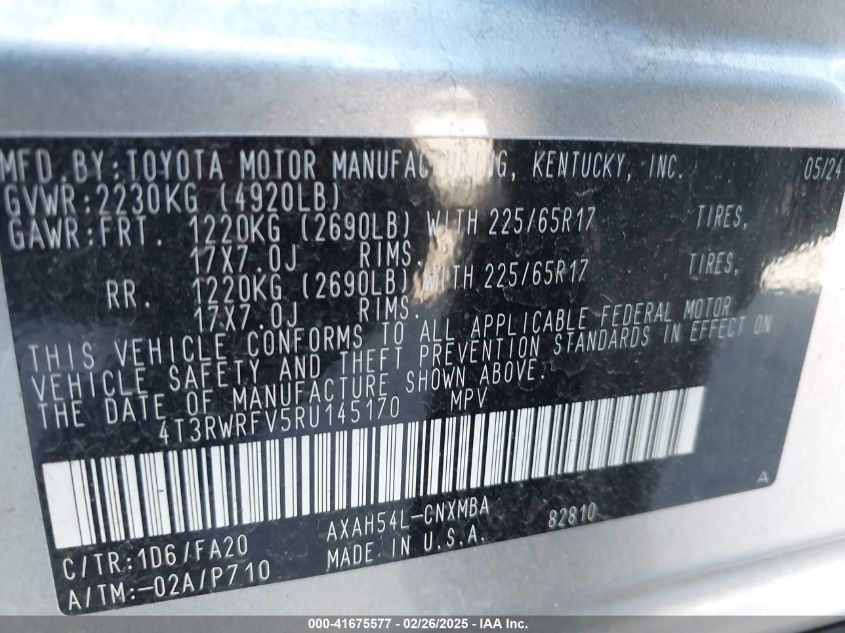 MFD. BY:TOYOTA MOTOR MANUFACTURING, KENTUCKY, INC. 05/24
GVWR:2230KG (4920LB)
GAWR:FRT. 1220KG (2690LB) WITH 225/65R17 TIRES,
17X7.0J RIMS.
RR. 1220KG (2690LB) WITH 225/65R17 TIRES,
17X7.0J RIMS.
THIS VEHICLE CONFORMS TO ALL APPLICABLE FEDERAL MOTOR
VEHICLE SAFETY AND THEFT PREVENTION STANDARDS IN EFFECT ON
THE DATE OF MANUFACTURE SHOWN ABOVE.
4T3RWRFV5RU145170 MPV
A
C/TR:1D6/FA20 AXAH54L-CNXMBA 82810
A/TM:-02A/P710 MADE IN U.S.A.
000-41675577 - 02/26/2025 - IAA Inc.